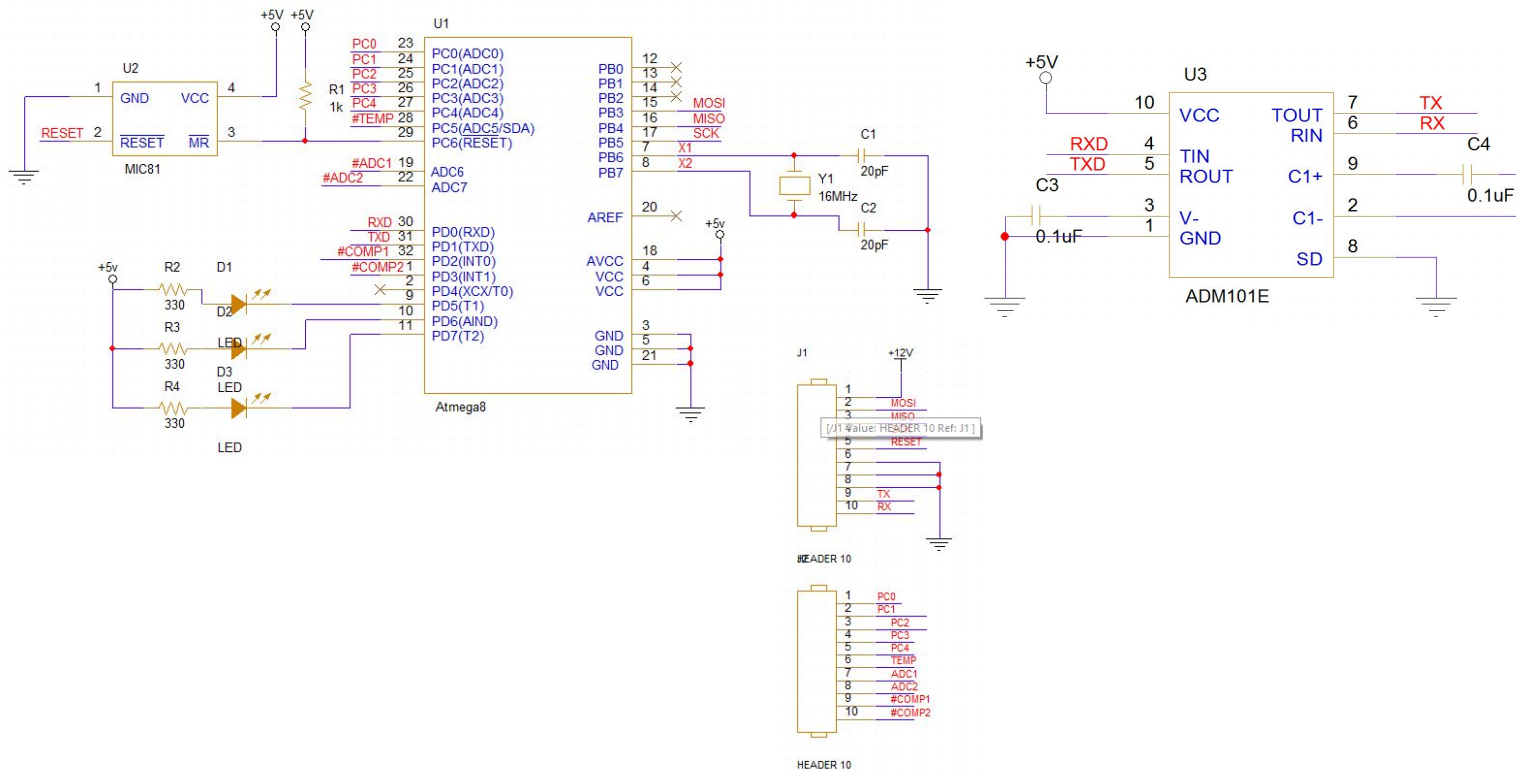 +5V
+5V
U2
1
GND
VCC
4
RESET
2
RESET
MR
3
MIC81
R1
1k
U1
PC0
23
PC0(ADC0)
PC1
24
PC1(ADC1)
PC2
25
PC2(ADC2)
PC3
26
PC3(ADC3)
PC4
27
PC4(ADC4)
#TEMP
28
PC5(ADC5/SDA)
29
PC6(RESET)
#ADC1
19
ADC6
#ADC2
22
ADC7
RXD
30
PD0(RXD)
TXD
31
PD1(TXD)
#COMP1
32
PD2(INT0)
#COMP2
1
PD3(INT1)
2
PD4(XCX/T0)
9
PD5(T1)
10
PD6(AIND)
11
PD7(T2)
PB0
12
PB1
13
PB2
14
PB3
15
MOSI
PB4
16
MISO
PB5
17
SCK
PB6
7
X1
PB7
8
X2
AREF
20
AVCC
18
VCC
4
VCC
6
GND
3
GND
5
GND
21
Atmega8
+5v
R2
330
D1
R3
330
D2
LED
R4
330
D3
LED
LED
C1
20pF
Y1
16MHz
C2
20pF
+5v
+5V
U3
10
VCC
TOUT
7
TX
RIN
6
RX
RXD
4
TIN
TXD
5
ROUT
C1+
9
C4
0.1uF
C3
0.1uF
3
V-
C1-
2
1
GND
SD
8
ADM101E
J1
+12V
1
2
MOSI
3
MISO
[/J1 Value: HEADER 10 Ref: J1 ]
5
RESET
6
7
8
9
TX
10
RX
HEADER 10
1
PC0
2
PC1
3
PC2
4
PC3
5
PC4
6
TEMP
7
ADC1
8
ADC2
9
#COMP1
10
#COMP2
HEADER 10